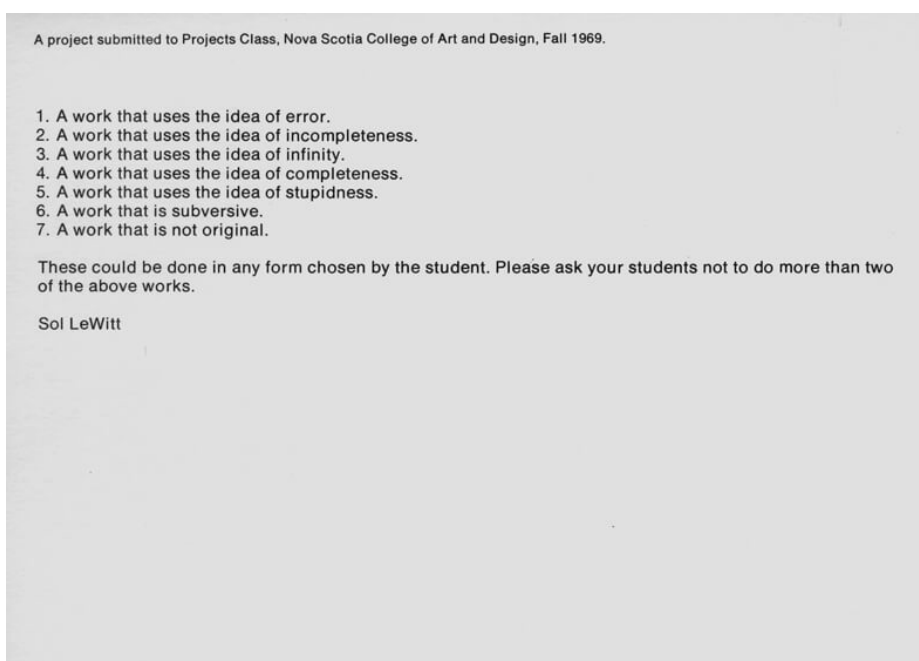 A project submitted to Projects Class, Nova Scotia College of Art and Design, Fall 1969.
1. A work that uses the idea of error.
2. A work that uses the idea of incompleteness.
3. A work that uses the idea of infinity.
4. A work that uses the idea of completeness.
5. A work that uses the idea of stupidness.
6. A work that is subversive.
7. A work that is not original.
These could be done in any form chosen by the student. Please ask your students not to do more than two
of the above works.
Sol LeWitt